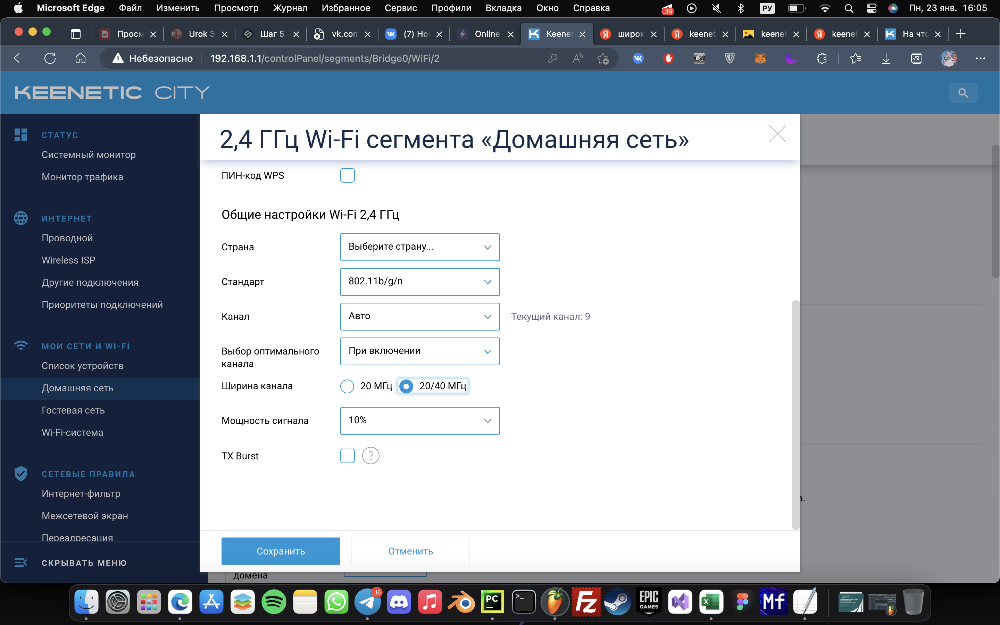 Microsoft Edge Файл Изменить Просмотр Журнал Избранное Сервис Профили Вкладка Окно Справка ..16 РУ Пн, 23 янв. 16:05
Просм Urok 3 Шаг 5 vk.com (7) Но Online Keenet широк keenet keenet keenet На что
Небезопасно 192.168.1.1/controlPanel/segments/Bridge0/WiFi/2
KEENETIC CITY
СТАТУС
Системный монитор
Монитор трафика
ИНТЕРНЕТ
Проводной
Wireless ISP
Другие подключения
Приоритеты подключений
МОИ СЕТИ И WI-FI
Список устройств
Домашняя сеть
Гостевая сеть
Wi-Fi-система
СЕТЕВЫЕ ПРАВИЛА
Интернет-фильтр
Межсетевой экран
Переадресация
СКРЫВАТЬ МЕНЮ
2,4 ГГц Wi-Fi сегмента «Домашняя сеть»
ПИН-код WPS
Общие настройки Wi-Fi 2,4 ГГц
Страна Выберите страну...
Стандарт 802.11b/g/n
Канал Авто Текущий канал: 9
Выбор оптимального
канала При включении
Ширина канала 20 МГц 20/40 МГц
Мощность сигнала 10%
TX Burst ?
а.
Сохранить Отменить
домена
..16 PC >_ Fz EPIC
GAMES X Mf